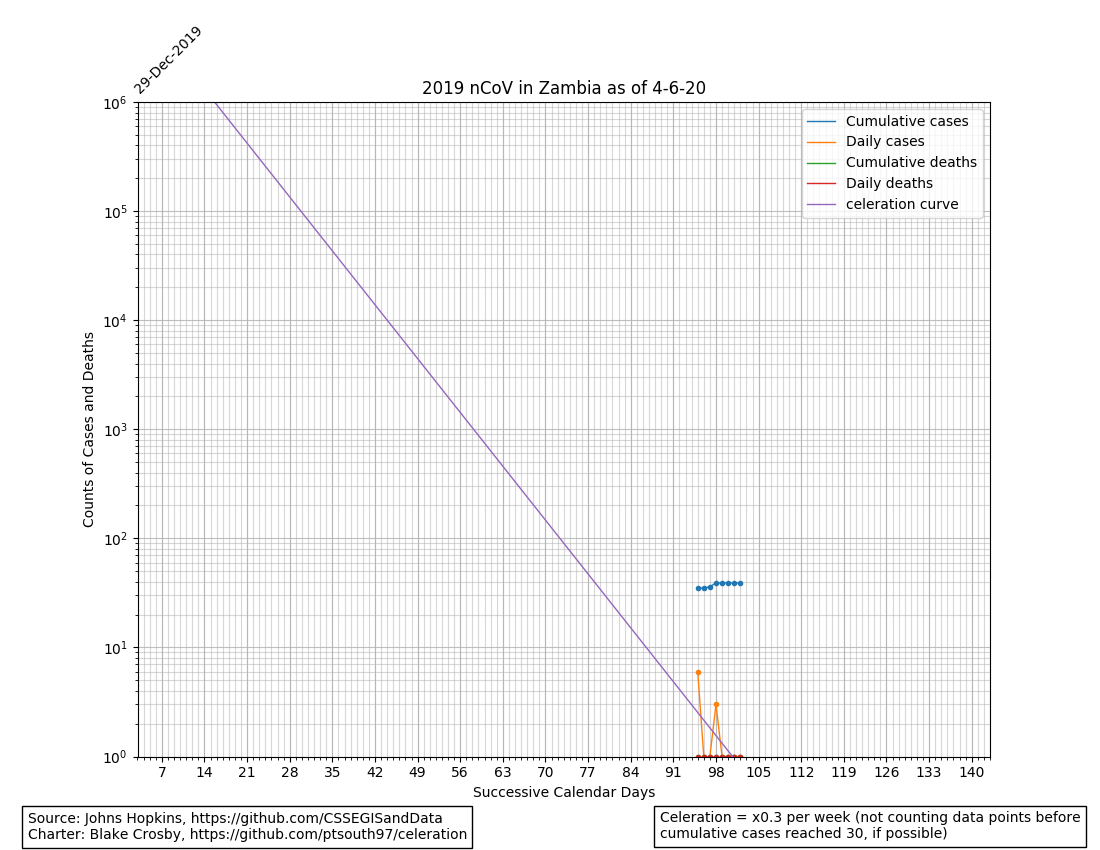 29-Dec-2019
2019 nCoV in Zambia as of 4-6-20
Cumulative cases
Daily cases
Cumulative deaths
Daily deaths
celeration curve
Counts of Cases and Deaths
10^6
10^5
10^4
10^3
10^2
10^1
10^0
7 14 21 28 35 42 49 56 63 70 77 84 91 98 105 112 119 126 133 140
Successive Calendar Days
Source: Johns Hopkins, https://github.com/CSSEGISandData
Charter: Blake Crosby, https://github.com/ptsouth97/celeration
Celeration = x0.3 per week (not counting data points before
cumulative cases reached 30, if possible)